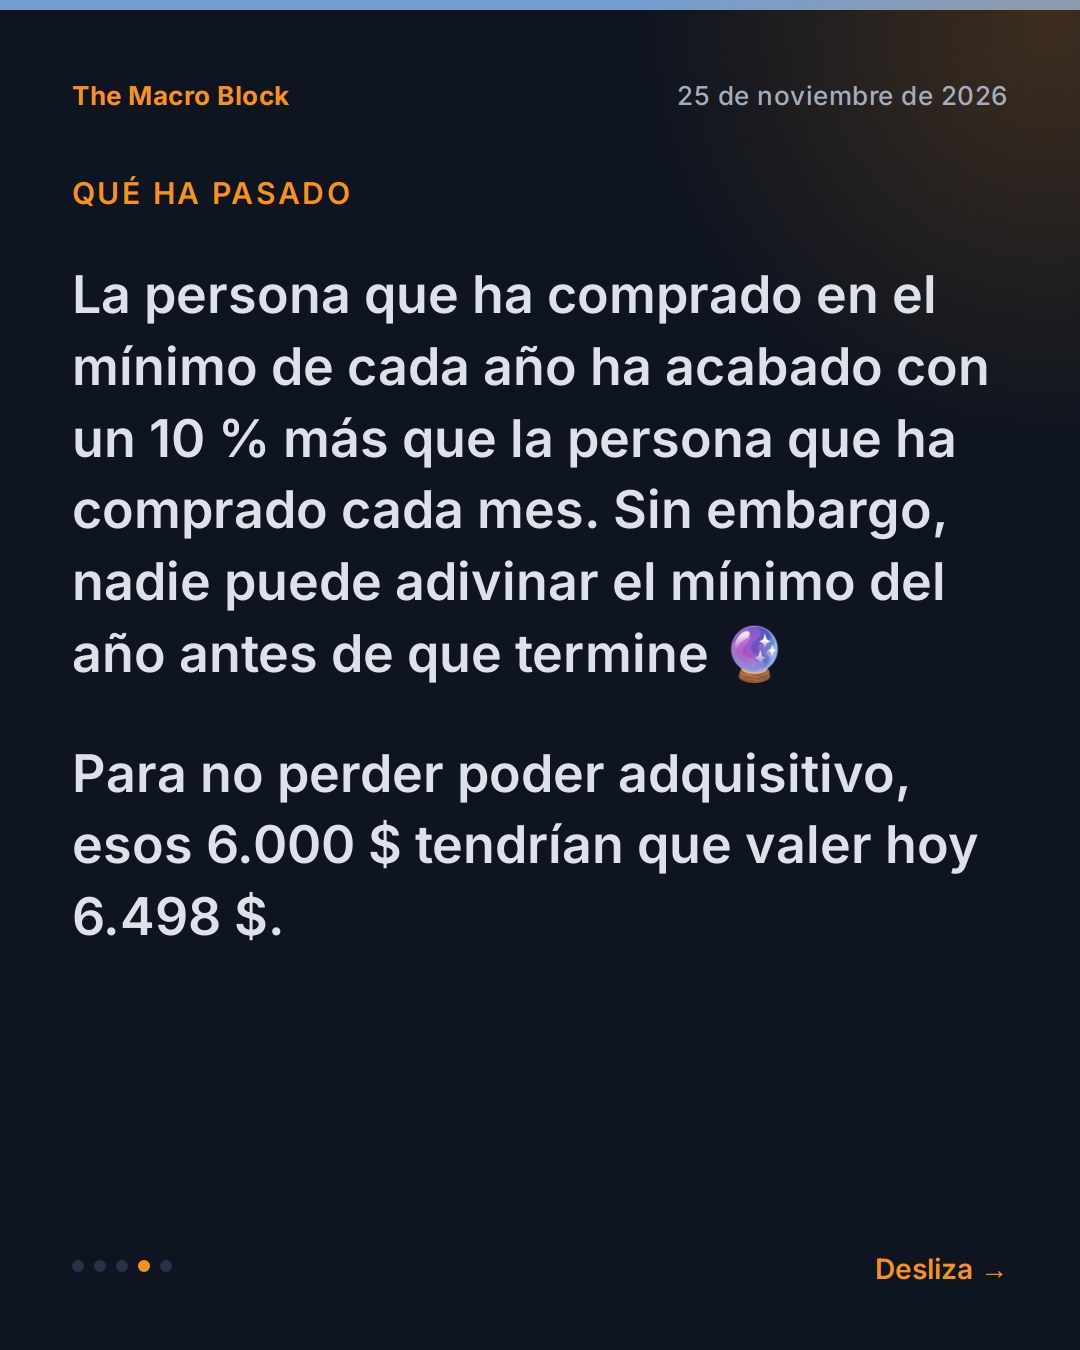 The Macro Block
25 de noviembre de 2026
QUÉ HA PASADO
La persona que ha comprado en el
mínimo de cada año ha acabado con
un 10 % más que la persona que ha
comprado cada mes. Sin embargo,
nadie puede adivinar el mínimo del
año antes de que termine 🔮
Para no perder poder adquisitivo,
esos 6.000 $ tendrían que valer hoy
6.498 $.
Desliza →